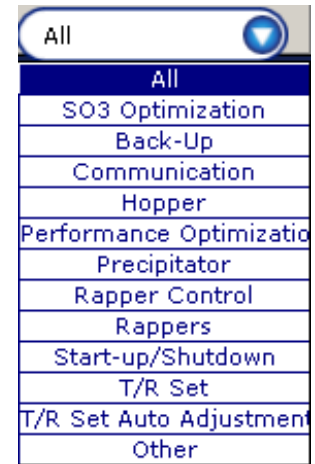 All
All
SO3 Optimization
Back-Up
Communication
Hopper
Performance Optimizatio
Precipitator
Rapper Control
Rappers
Start-up/Shutdown
T/R Set
T/R Set Auto Adjustment
Other